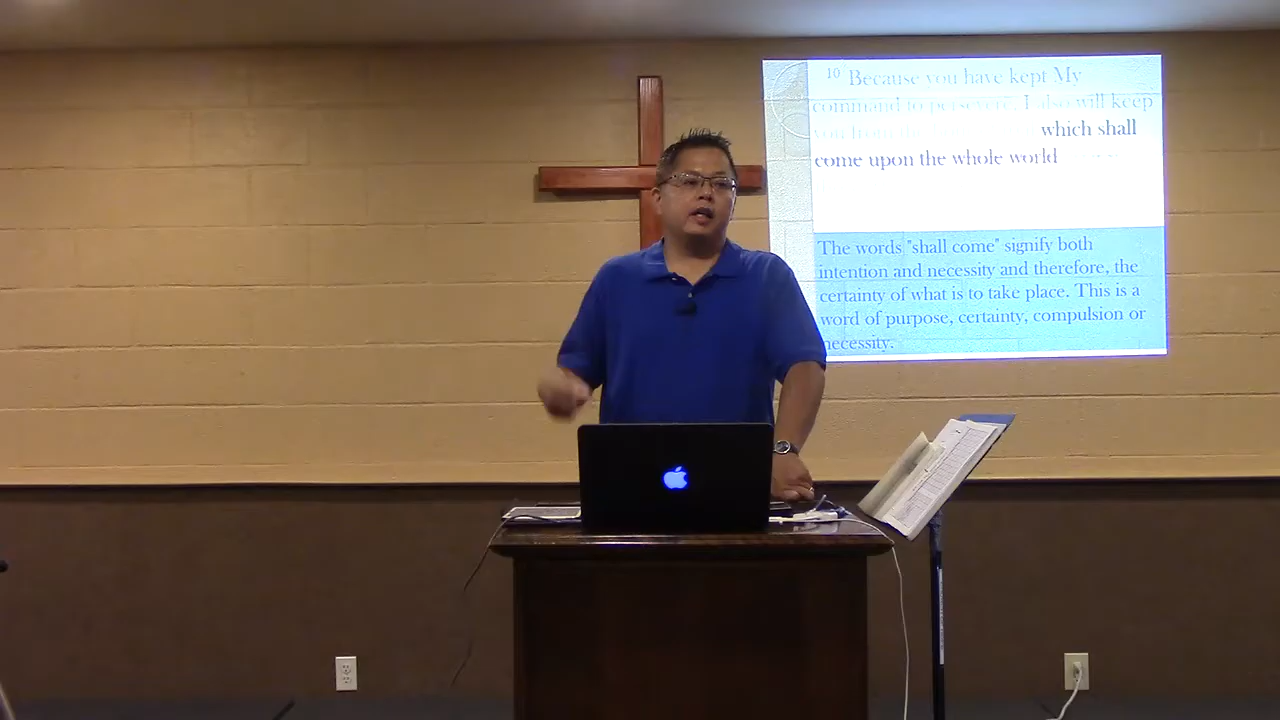 10 Because you have kept My
command to persevere, I also will keep
you from the which shall
come upon the whole world
The words "shall come" signify both
intention and necessity and therefore, the
certainty of what is to take place. This is a
word of purpose, certainty, compulsion or
necessity.